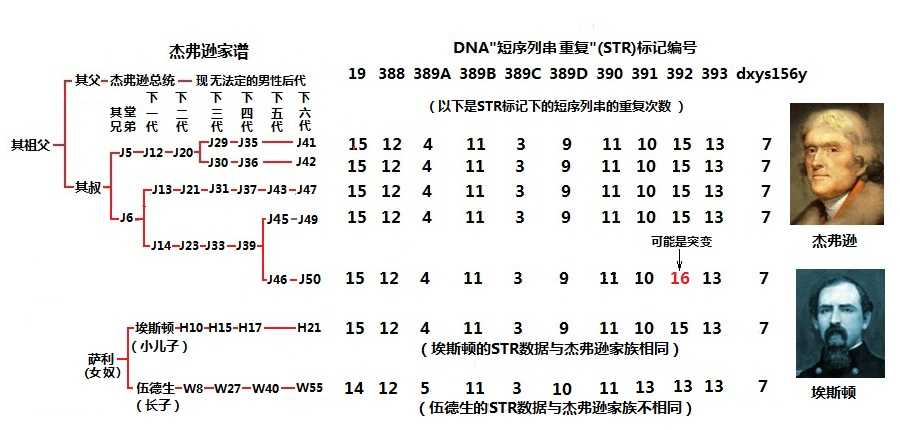 杰弗逊家谱
DNA"短序列串重复"(STR)标记编号
19 388 389A 389B 389C 389D 390 391 392 393 dxys156y
(以下是STR标记下的短序列串的重复次数)
其父 杰弗逊总统 现无法定的男性后代
其堂兄弟 下一代 下二代 下三代 下四代 下五代 下六代
其祖父
其叔
J5 J12 J20 J29 J35 J41
15 12 4 11 3 9 11 10 15 13 7
J30 J36 J42
15 12 4 11 3 9 11 10 15 13 7
J6 J13 J21 J31 J37 J43 J47
15 12 4 11 3 9 11 10 15 13 7
J14 J23 J33 J39 J45 J49
15 12 4 11 3 9 11 10 15 13 7
可能是突变
J46 J50
15 12 4 11 3 9 11 10 16 13 7
杰弗逊
萨利
(女奴)
埃斯顿 H10 H15 H17 H21
(小儿子)
15 12 4 11 3 9 11 10 15 13 7
(埃斯顿的STR数据与杰弗逊家族相同)
伍德生 W8 W27 W40 W55
(长子)
14 12 5 11 3 10 11 13 13 13 7
(伍德生的STR数据与杰弗逊家族不相同)
埃斯顿